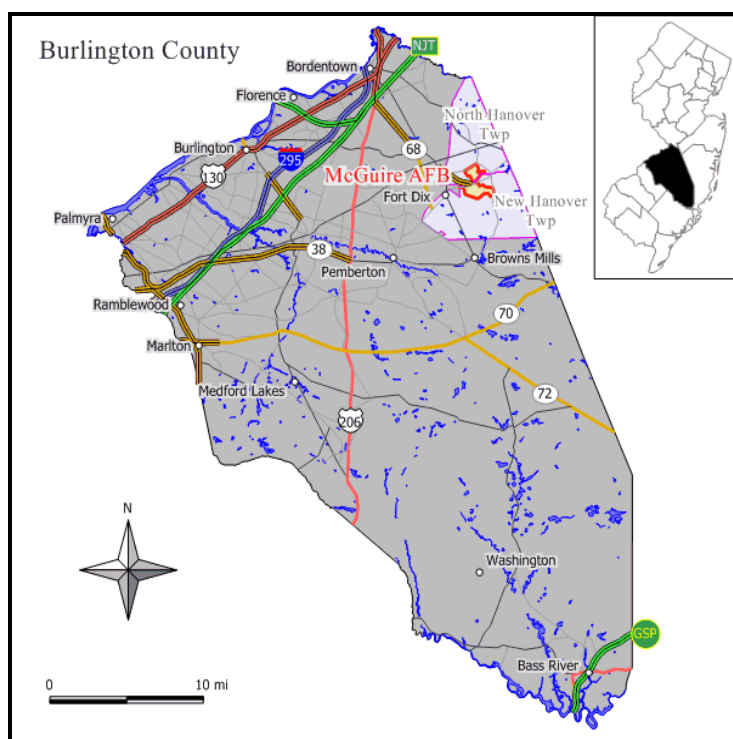 Burlington County
NJT
Bordentown
Florence
North Hanover
Twp
Burlington
68
295
McGuire AFB
130
Fort Dix
New Hanover
Twp
Palmyra
38
Pemberton
Browns Mills
Ramblewood
70
Marlton
Medford Lakes
72
206
N
Washington
GSP
Bass River
0
10 mi